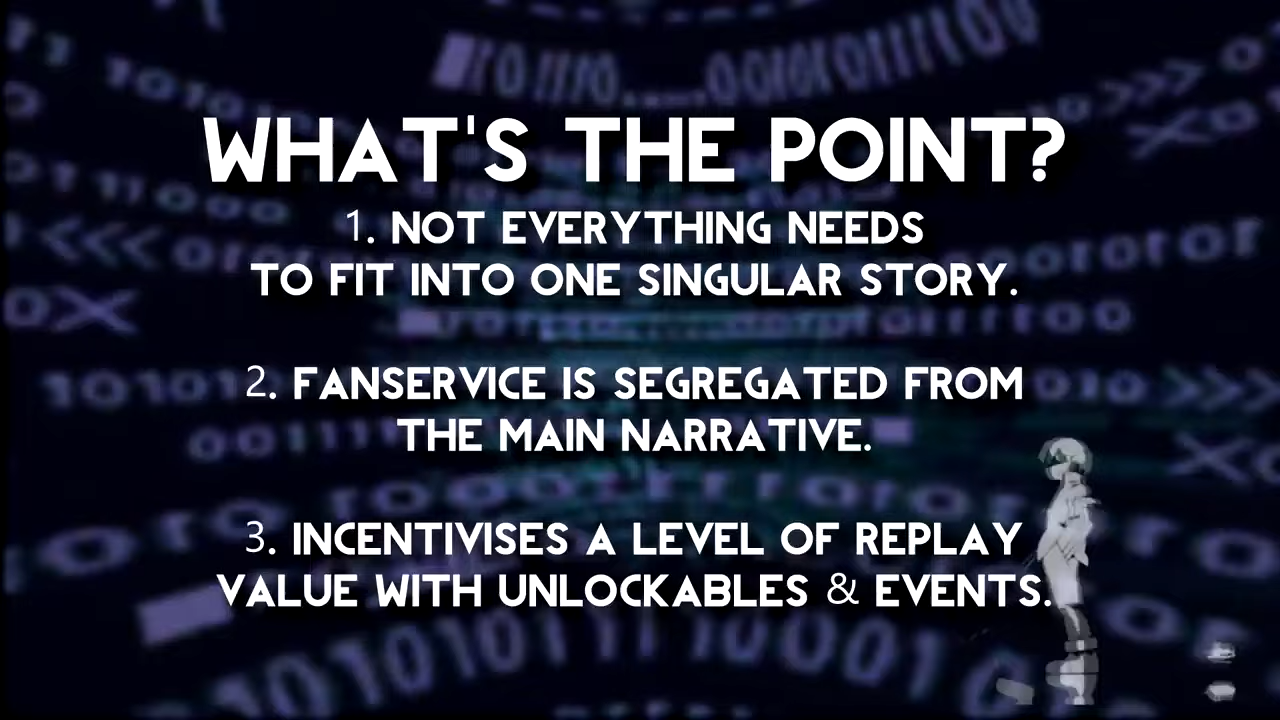 WHAT'S THE POINT?
1. NOT EVERYTHING NEEDS
TO FIT INTO ONE SINGULAR STORY.
2. FANSERVICE IS SEGREGATED FROM
THE MAIN NARRATIVE.
3. INCENTIVISES A LEVEL OF REPLAY
VALUE WITH UNLOCKABLES & EVENTS.